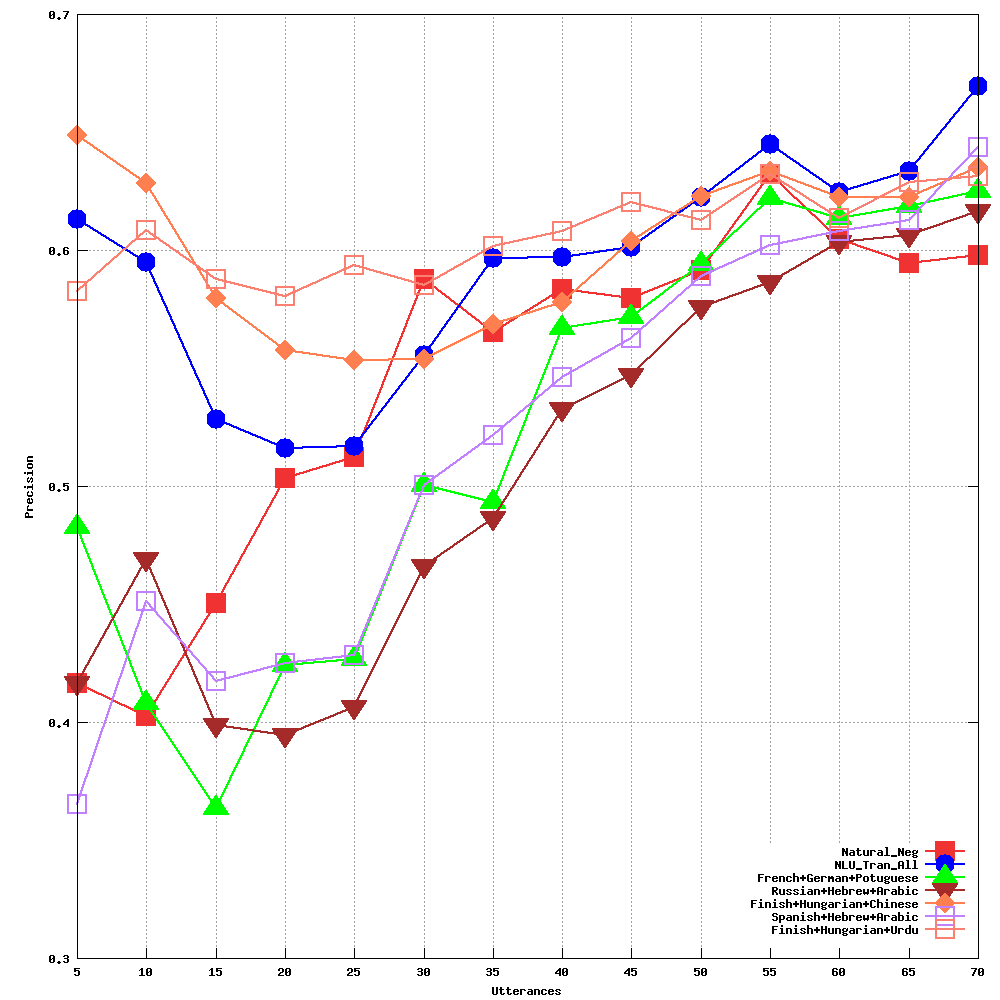 0.7
0.6
0.5
0.4
0.3
Precision
5 10 15 20 25 30 35 40 45 50 55 60 65 70
Utterances
Natural_Neg
NLU_Tran_All
French+German+Potuguese
Russian+Hebrew+Arabic
Finish+Hungarian+Chinese
Spanish+Hebrew+Arabic
Finish+Hungarian+Urdu